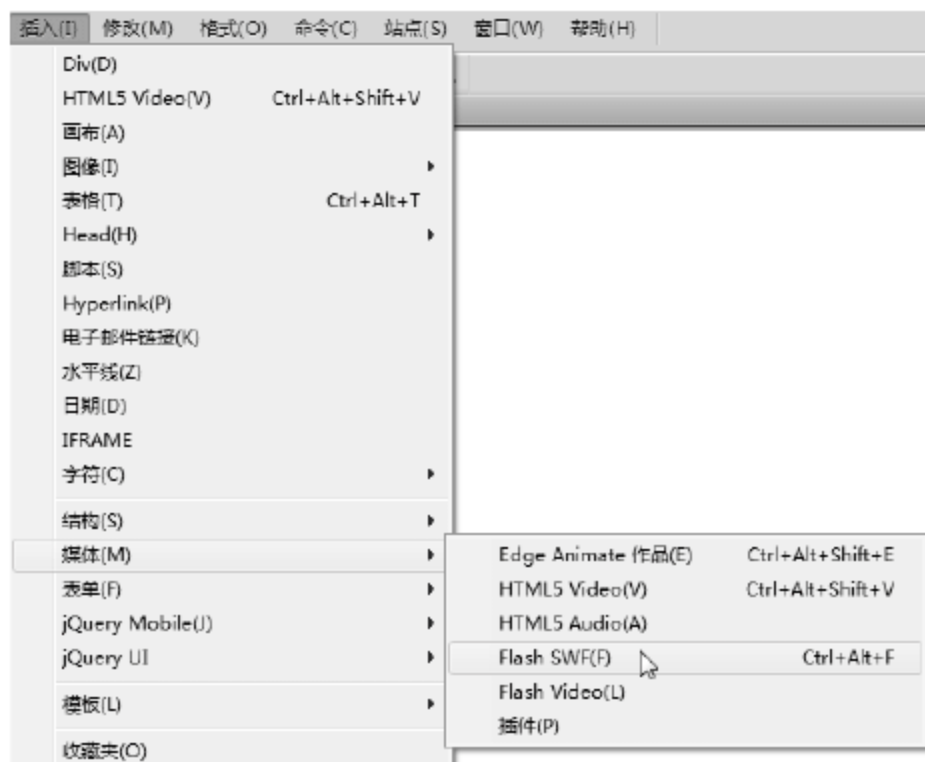 插入(I) 修改(M) 格式(O) 命令(C) 站点(S) 窗口(W) 帮助(H)
Div(D)
HTML5 Video(V) Ctrl+Alt+Shift+V
画布(A)
图像(I)
表格(T) Ctrl+Alt+T
Head(H)
脚本(S)
Hyperlink(P)
电子邮件链接(K)
水平线(Z)
日期(D)
IFRAME
字符(C)
结构(S)
媒体(M)
表单(F)
jQuery Mobile(J)
jQuery UI
模板(L)
收藏夹(O)
Edge Animate 作品(E) Ctrl+Alt+Shift+E
HTML5 Video(V) Ctrl+Alt+Shift+V
HTML5 Audio(A)
Flash SWF(F) Ctrl+Alt+F
Flash Video(L)
插件(P)